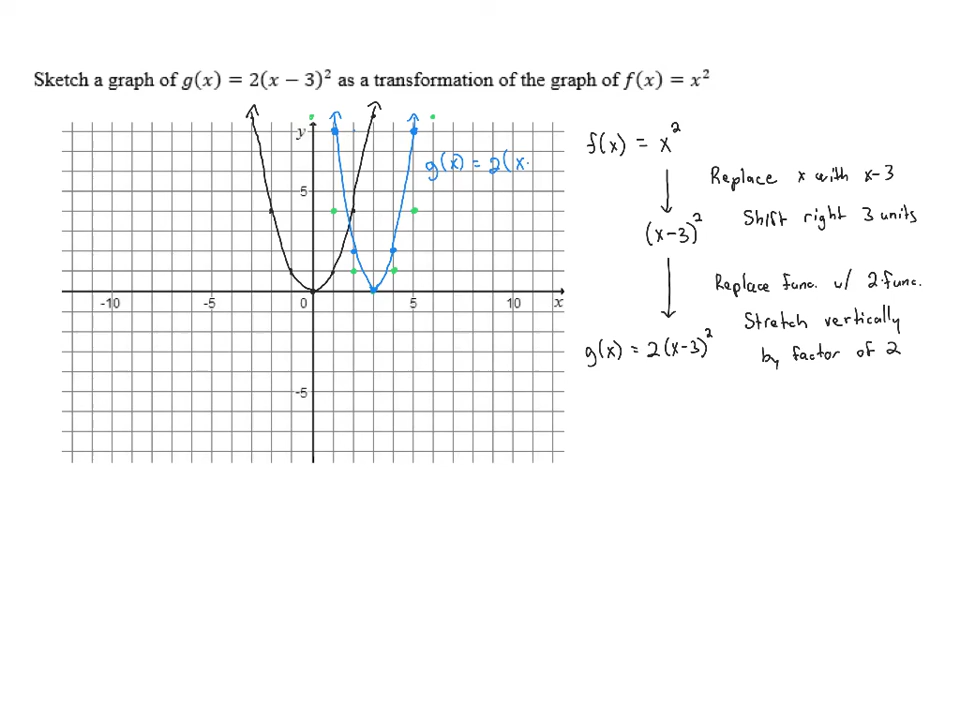 Sketch a graph of g(x) = 2(x − 3)² as a transformation of the graph of f(x) = x²
y
g(x) = 2(x-
5
-10 -5 0 5 10 x
-5
f(x) = x²
Replace x with x-3
Shift right 3 units
(x-3)²
Replace func. w/ 2·func.
Stretch vertically
by factor of 2
g(x) = 2(x-3)²